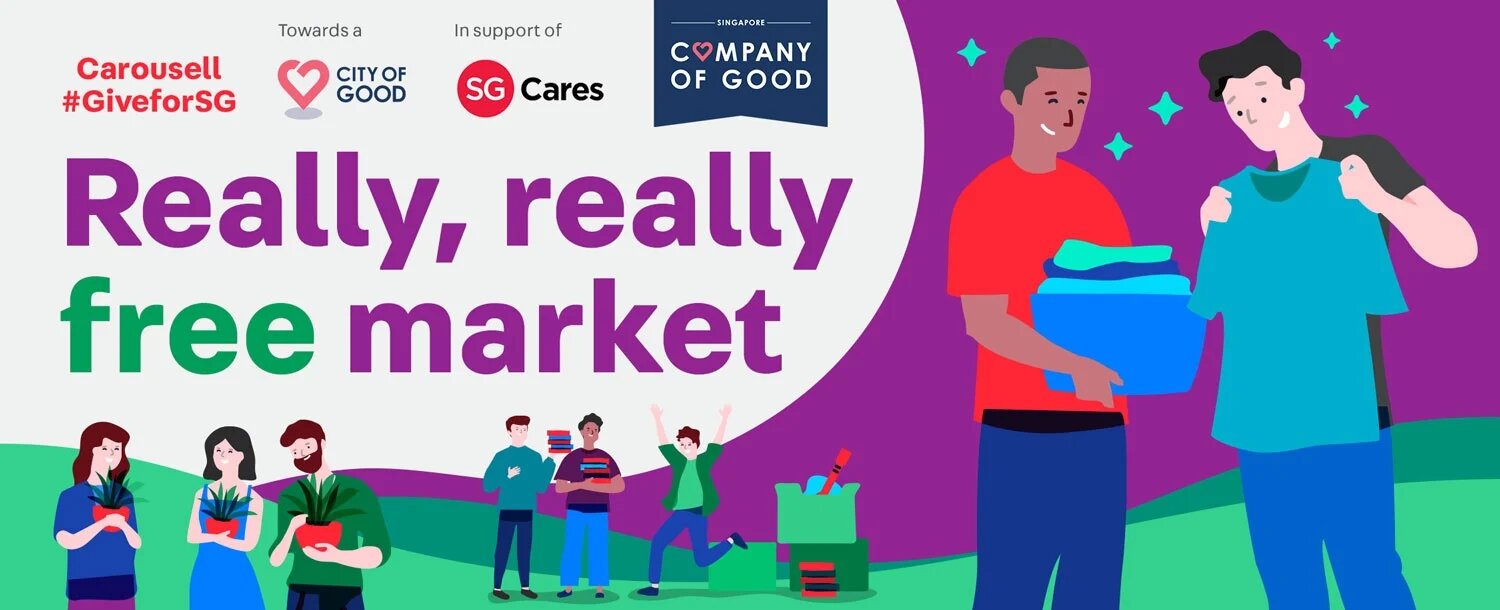 Carousell
#GiveforSG
Towards a
CITY OF
GOOD
In support of
SG Cares
SINGAPORE
COMPANY
OF GOOD
Really, really
free market